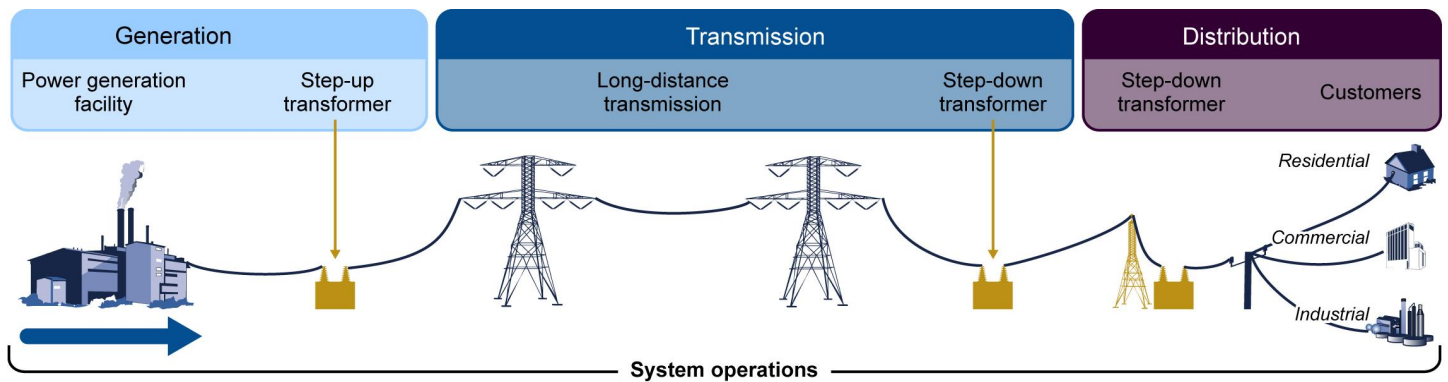 Generation
Transmission
Distribution
Power generation
facility
Step-up
transformer
Long-distance
transmission
Step-down
transformer
Step-down
transformer
Customers
Residential
Commercial
Industrial
System operations